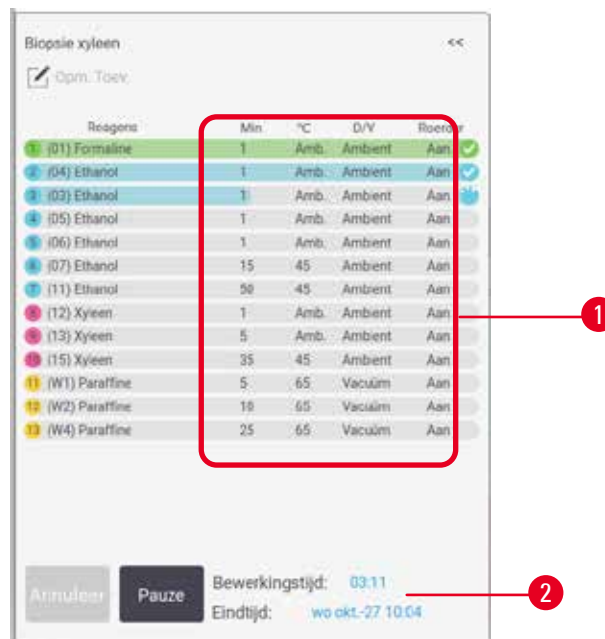 Biopsie xyleen <<
Opm. Toev.
Reagens Min °C D/V Roerder
1 (01) Formaline 1 Amb. Ambient Aan
2 (04) Ethanol 1 Amb. Ambient Aan
3 (03) Ethanol 1 Amb. Ambient Aan
4 (05) Ethanol 1 Amb. Ambient Aan
5 (06) Ethanol 1 Amb. Ambient Aan
6 (07) Ethanol 15 45 Ambient Aan
7 (11) Ethanol 50 45 Ambient Aan
8 (12) Xyleen 1 Amb. Ambient Aan
9 (13) Xyleen 5 Amb. Ambient Aan
10 (15) Xyleen 35 45 Ambient Aan
11 (W1) Paraffine 5 65 Vacuüm Aan
12 (W2) Paraffine 10 65 Vacuüm Aan
13 (W4) Paraffine 25 65 Vacuüm Aan
1
Annuleer Pauze Bewerkingstijd: 03:11
Eindtijd: wo okt.-27 10:04
2